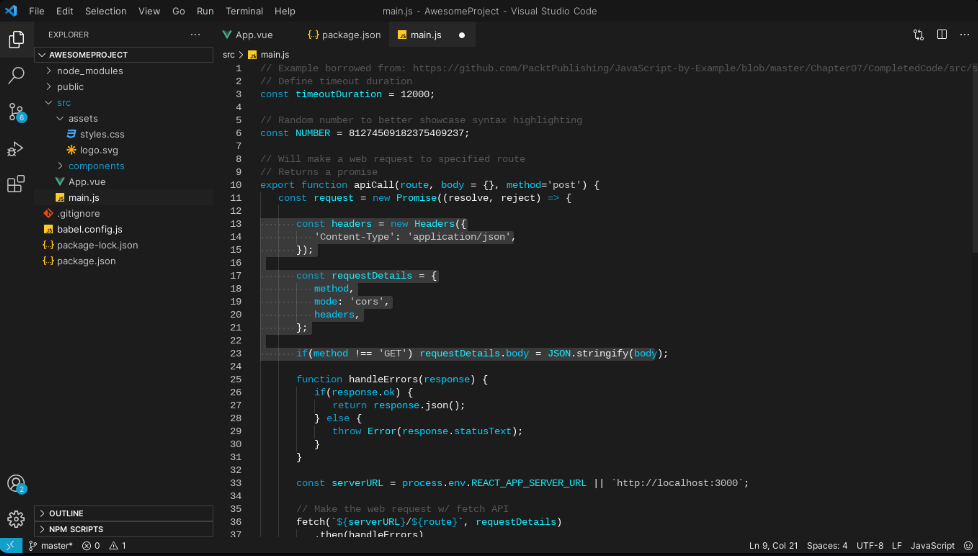 File Edit Selection View Go Run Terminal Help
main.js - AwesomeProject - Visual Studio Code
EXPLORER
AWESOMEPROJECT
node_modules
public
src
assets
styles.css
logo.svg
components
App.vue
main.js
.gitignore
babel.config.js
package-lock.json
package.json
OUTLINE
NPM SCRIPTS
6
2
App.vue package.json main.js
src main.js
1 // Example borrowed from: https://github.com/PacktPublishing/JavaScript-by-Example/blob/master/Chapter07/CompletedCode/src/s
2 // Define timeout duration
3 const timeoutDuration = 12000;
4
5 // Random number to better showcase syntax highlighting
6 const NUMBER = 81274509182375409237;
7
8 // Will make a web request to specified route
9 // Returns a promise
10 export function apiCall(route, body = {}, method='post') {
11 const request = new Promise((resolve, reject) => {
12
13 const headers = new Headers({
14 'Content-Type': 'application/json',
15 });
16
17 const requestDetails = {
18 method,
19 mode: 'cors',
20 headers,
21 };
22
23 if(method !== 'GET') requestDetails.body = JSON.stringify(body);
24
25 function handleErrors(response) {
26 if(response.ok) {
27 return response.json();
28 } else {
29 throw Error(response.statusText);
30 }
31 }
32
33 const serverURL = process.env.REACT_APP_SERVER_URL || `http://localhost:3000`;
34
35 // Make the web request w/ fetch API
36 fetch(`${serverURL}/${route}`, requestDetails)
37 .then(handleErrors)
master* 0 1 Ln 9, Col 21 Spaces: 4 UTF-8 LF JavaScript